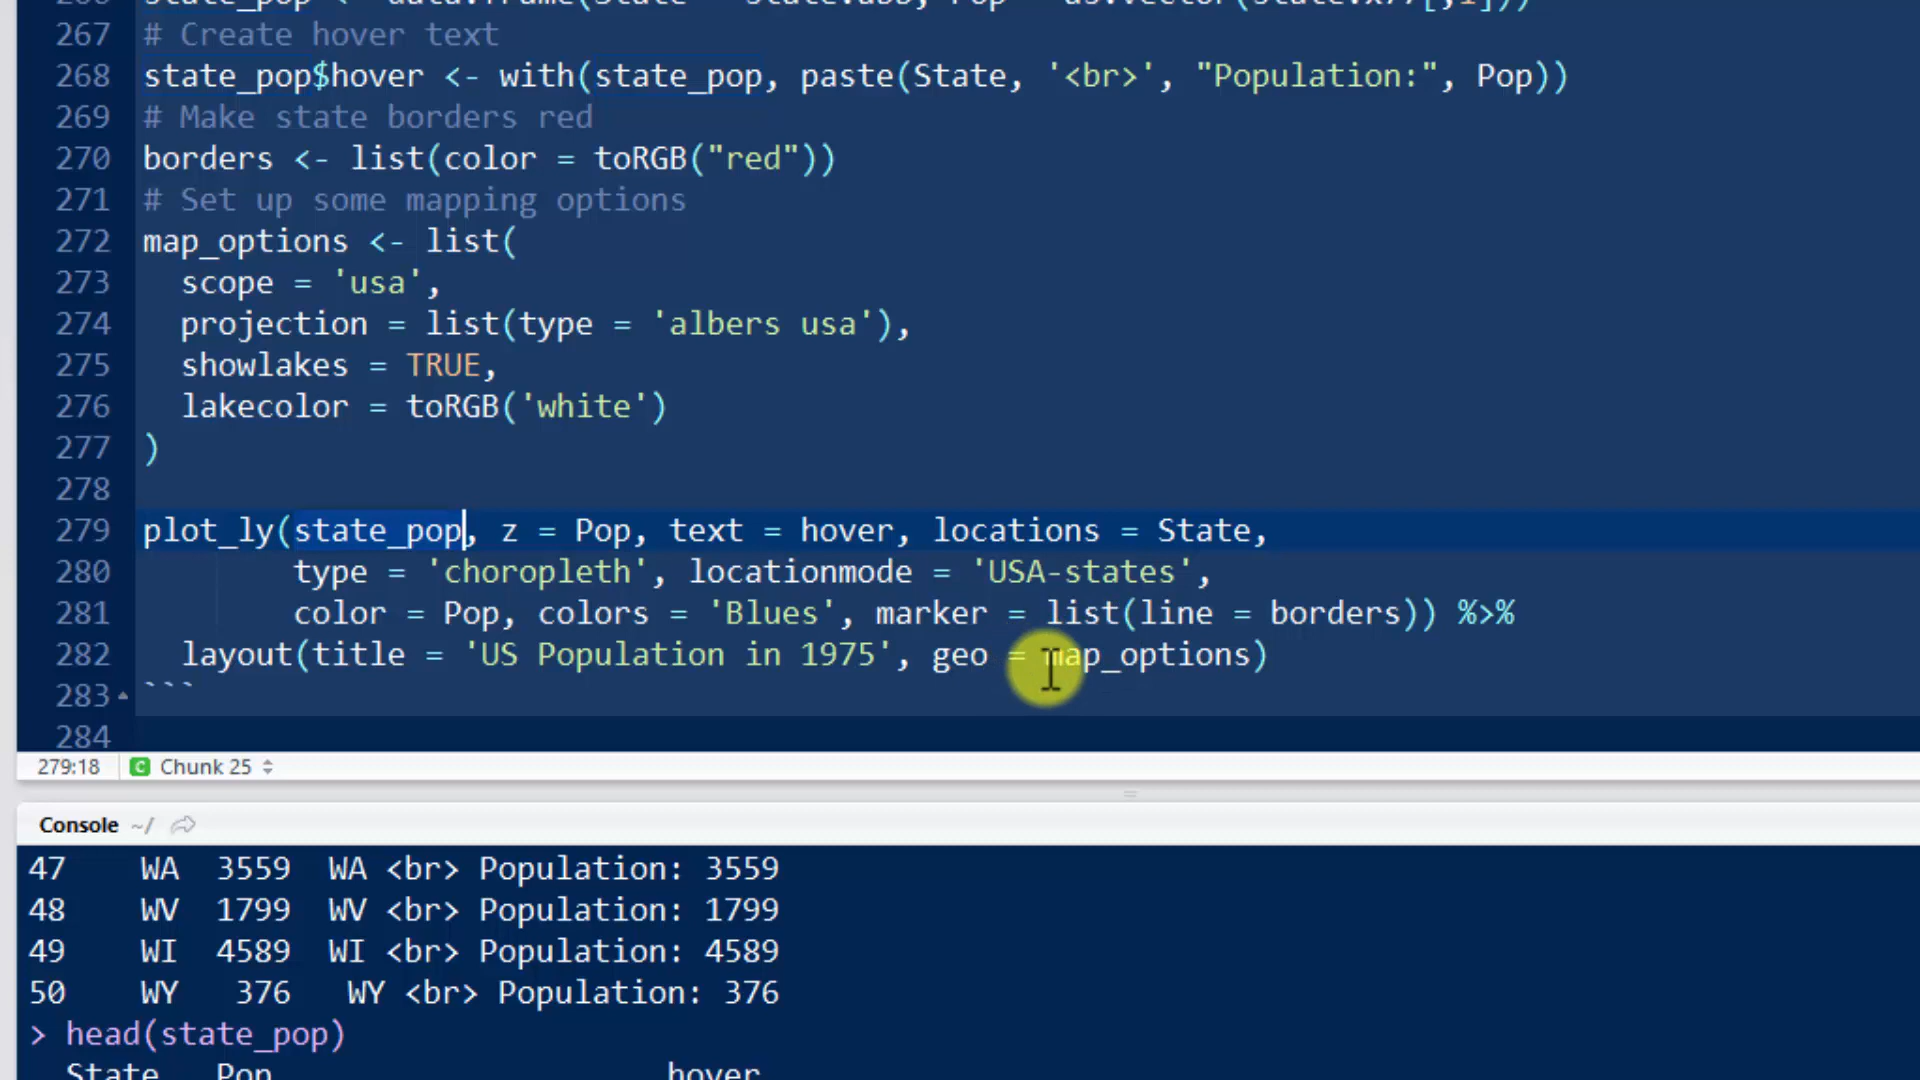 267 # Create hover text
268 state_pop$hover <- with(state_pop, paste(State, '<br>', "Population:", Pop))
269 # Make state borders red
270 borders <- list(color = toRGB("red"))
271 # Set up some mapping options
272 map_options <- list(
273 scope = 'usa',
274 projection = list(type = 'albers usa'),
275 showlakes = TRUE,
276 lakecolor = toRGB('white')
277 )
278
279 plot_ly(state_pop, z = Pop, text = hover, locations = State,
280 type = 'choropleth', locationmode = 'USA-states',
281 color = Pop, colors = 'Blues', marker = list(line = borders)) %>%
282 layout(title = 'US Population in 1975', geo = map_options)
283 ```
284
279:18 C Chunk 25
Console ~/
47 WA 3559 WA <br> Population: 3559
48 WV 1799 WV <br> Population: 1799
49 WI 4589 WI <br> Population: 4589
50 WY 376 WY <br> Population: 376
> head(state_pop)
State Pop hover